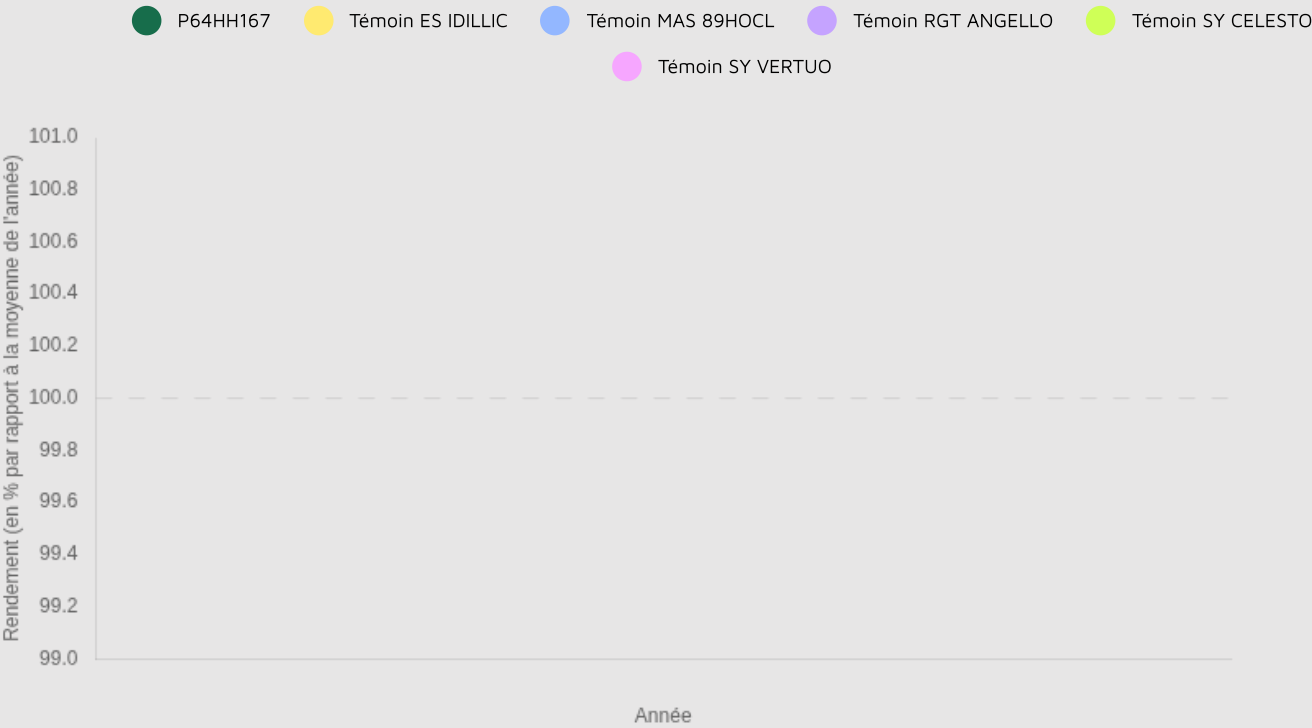 P64HH167 Témoin ES IDILLIC Témoin MAS 89HOCL Témoin RGT ANGELLO Témoin SY CELESTO
Témoin SY VERTUO
Rendement (en % par rapport à la moyenne de l'année)
101.0
100.8
100.6
100.4
100.2
100.0
99.8
99.6
99.4
99.2
99.0
Année